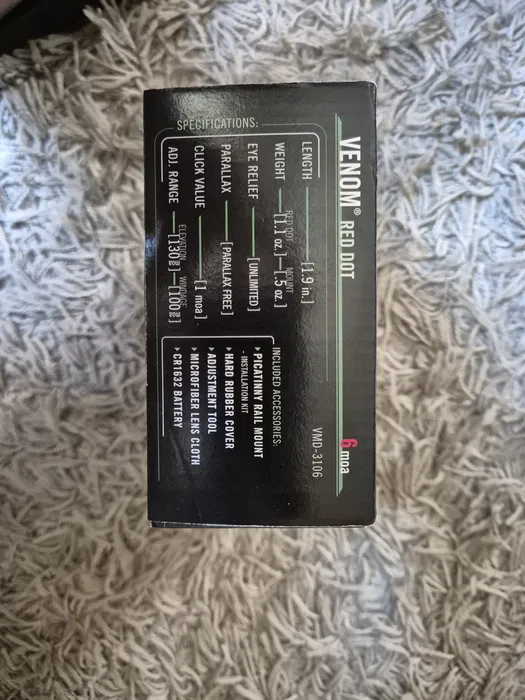 VENOM® RED DOT
6 moa
VMD-3106
SPECIFICATIONS:
LENGTH [1.9 in.]
RED DOT MOUNT
WEIGHT [1.1 oz.] [.5 oz.]
EYE RELIEF [UNLIMITED]
PARALLAX [PARALLAX FREE]
CLICK VALUE [1 moa]
ELEVATION WINDAGE
ADJ. RANGE [130] [100]
INCLUDED ACCESSORIES:
▸ PICATINNY RAIL MOUNT
- INSTALLATION KIT
▸ HARD RUBBER COVER
▸ ADJUSTMENT TOOL
▸ MICROFIBER LENS CLOTH
▸ CR1632 BATTERY